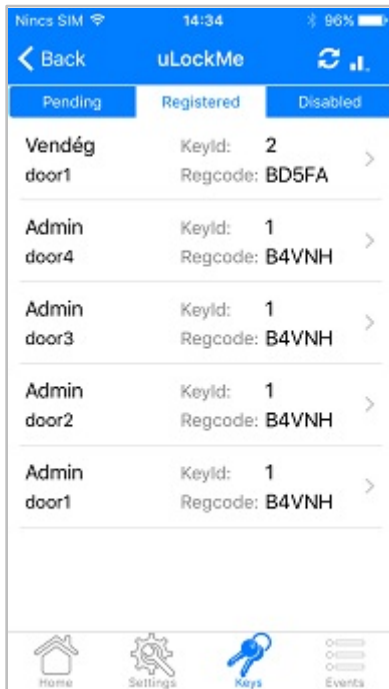 Nincs SIM 14:34 96%
Back uLockMe
Pending Registered Disabled
Vendég KeyId: 2
door1 Regcode: BD5FA
Admin KeyId: 1
door4 Regcode: B4VNH
Admin KeyId: 1
door3 Regcode: B4VNH
Admin KeyId: 1
door2 Regcode: B4VNH
Admin KeyId: 1
door1 Regcode: B4VNH
Home Settings Keys Events